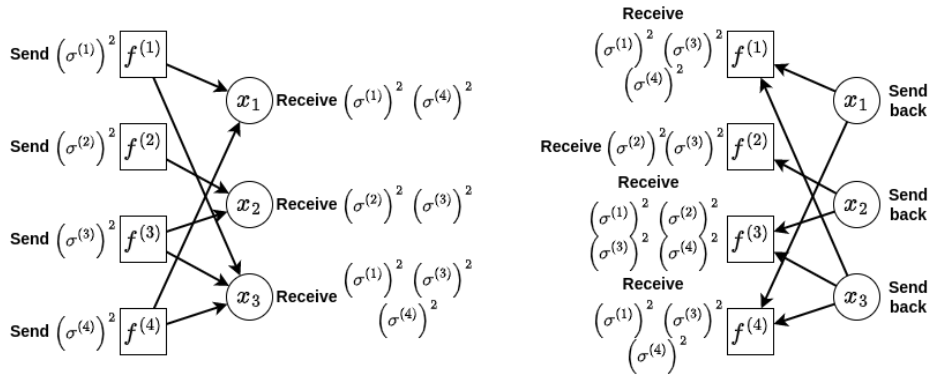 Send (σ^(1))^2 f^(1)
Send (σ^(2))^2 f^(2)
Send (σ^(3))^2 f^(3)
Send (σ^(4))^2 f^(4)
x_1 Receive (σ^(1))^2 (σ^(4))^2
x_2 Receive (σ^(2))^2 (σ^(3))^2
x_3 Receive (σ^(1))^2 (σ^(3))^2
(σ^(4))^2
Receive
(σ^(1))^2 (σ^(3))^2 f^(1)
(σ^(4))^2
Receive (σ^(2))^2 (σ^(3))^2 f^(2)
Receive
(σ^(1))^2 (σ^(2))^2
(σ^(3))^2 (σ^(4))^2 f^(3)
Receive
(σ^(1))^2 (σ^(3))^2 f^(4)
(σ^(4))^2
x_1 Send
back
x_2 Send
back
x_3 Send
back